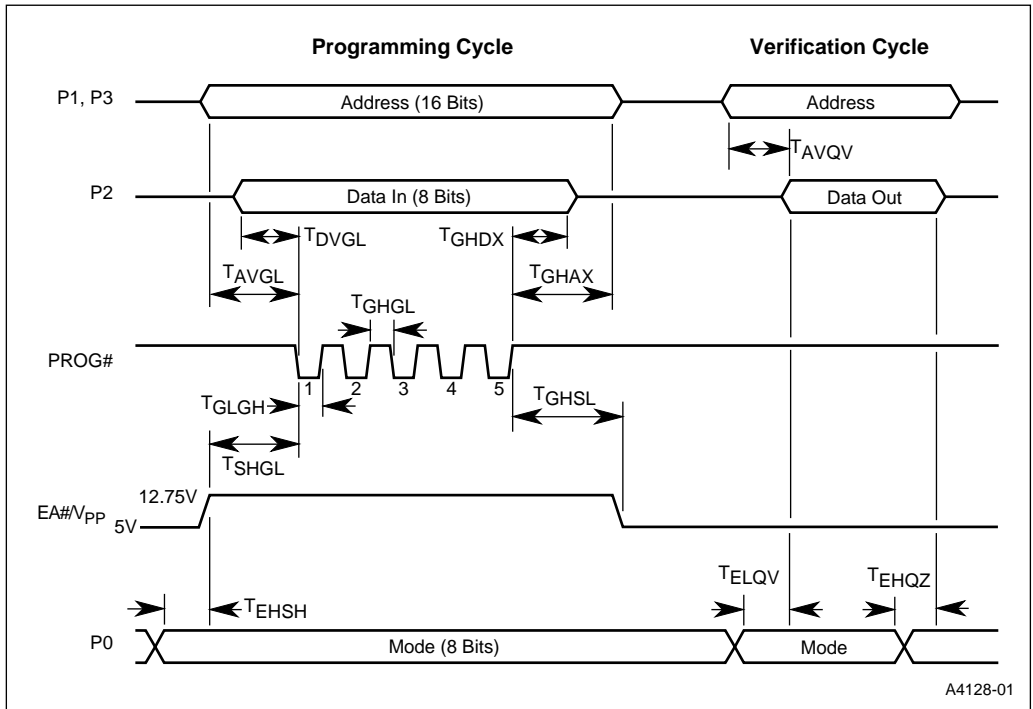 Programming Cycle
Verification Cycle
P1, P3
Address (16 Bits)
Address
TAVQV
P2
Data In (8 Bits)
Data Out
TDVGL
TGHDX
TAVGL
TGHAX
TGHGL
PROG#
1 2 3 4 5
TGLGH
TGHSL
TSHGL
12.75V
EA#/VPP
5V
TELQV
TEHQZ
TEHSH
P0
Mode (8 Bits)
Mode
A4128-01